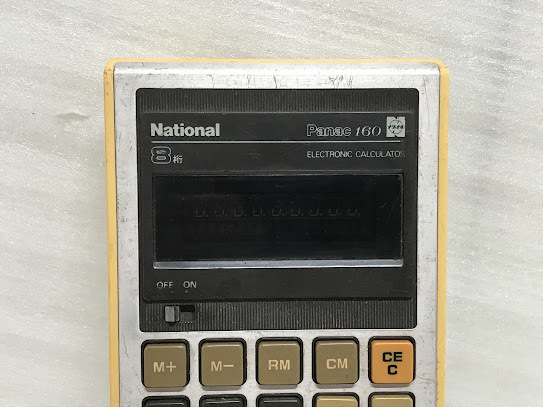 National Panac 160
8桁 ELECTRONIC CALCULATOR
OFF ON
M+ M− RM CM CE
C